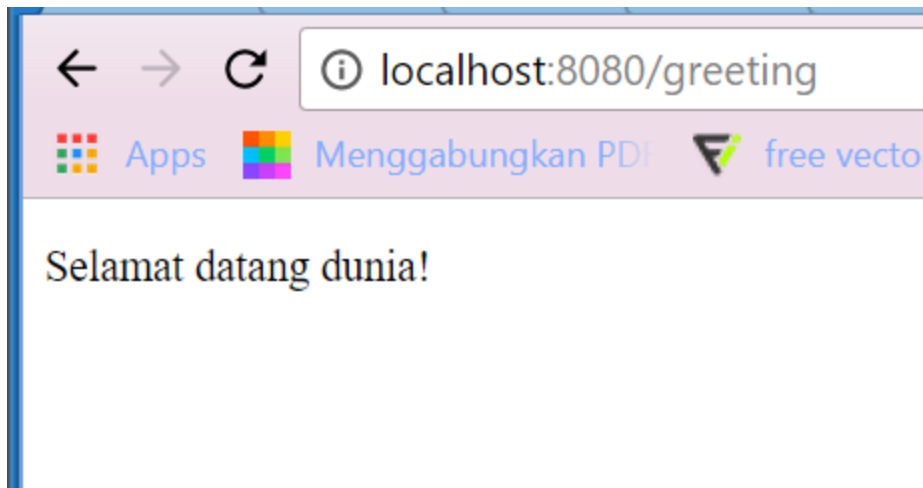 localhost:8080/greeting
Apps Menggabungkan PDF free vecto
Selamat datang dunia!